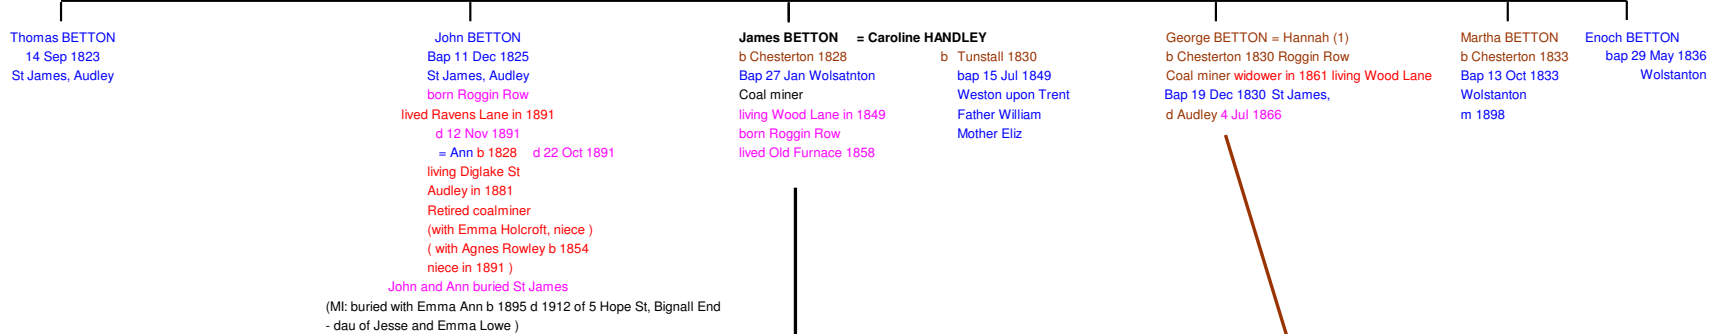 Thomas BETTON
14 Sep 1823
St James, Audley
John BETTON
Bap 11 Dec 1825
St James, Audley
born Roggin Row
lived Ravens Lane in 1891
d 12 Nov 1891
= Ann b 1828 d 22 Oct 1891
living Diglake St
Audley in 1881
Retired coalminer
(with Emma Holcroft, niece )
( with Agnes Rowley b 1854
niece in 1891 )
John and Ann buried St James
(MI: buried with Emma Ann b 1895 d 1912 of 5 Hope St, Bignall End
- dau of Jesse and Emma Lowe )
James BETTON = Caroline HANDLEY
b Chesterton 1828 b Tunstall 1830
Bap 27 Jan Wolsatnton bap 15 Jul 1849
Coal miner Weston upon Trent
living Wood Lane in 1849 Father William
born Roggin Row Mother Eliz
lived Old Furnace 1858
George BETTON = Hannah (1)
b Chesterton 1830 Roggin Row
Coal miner widower in 1861 living Wood Lane
Bap 19 Dec 1830 St James,
d Audley 4 Jul 1866
Martha BETTON
b Chesterton 1833
Bap 13 Oct 1833
Wolstanton
m 1898
Enoch BETTON
bap 29 May 1836
Wolstanton